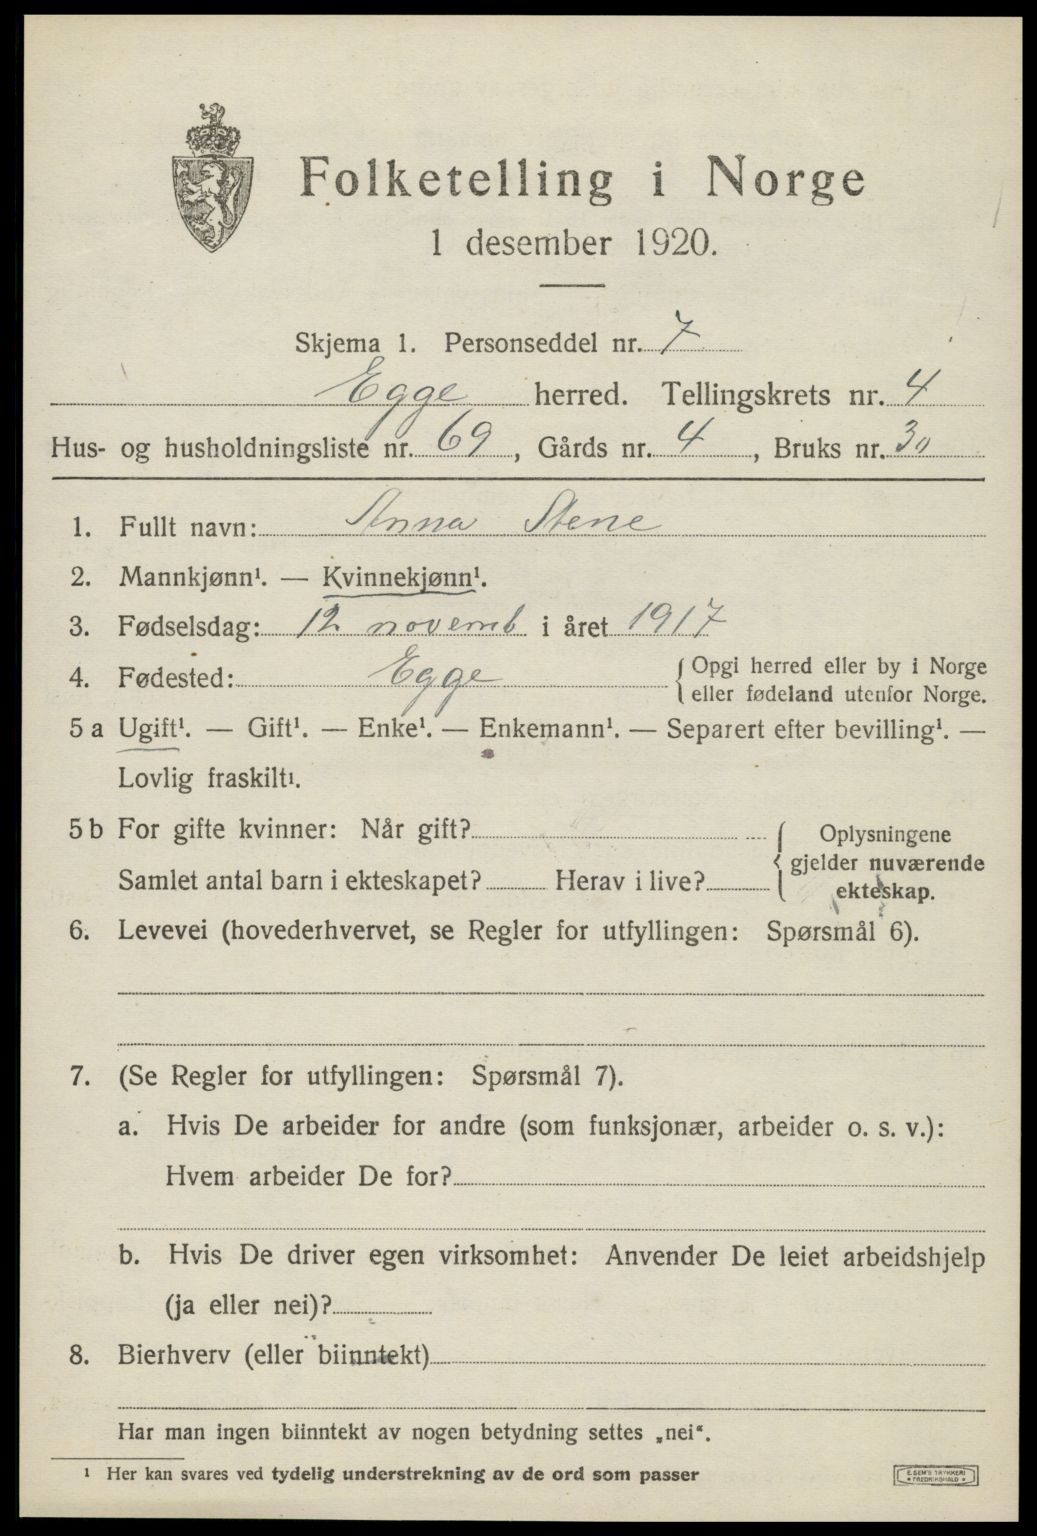 Folketelling i Norge
1 desember 1920.
Skjema 1. Personseddel nr. 7
Egge herred. Tellingskrets nr. 4
Hus- og husholdningsliste nr. 69, Gårds nr. 4, Bruks nr. 30
1. Fullt navn: Anna Stene
2. Mannkjønn¹. — Kvinnekjønn¹.
3. Fødselsdag: 12 novemb i året 1917
4. Fødested: Egge { Opgi herred eller by i Norge
eller fødeland utenfor Norge.
5 a Ugift¹. — Gift¹. — Enke¹. — Enkemann¹. — Separert efter bevilling¹. —
Lovlig fraskilt¹.
5 b For gifte kvinner: Når gift? { Oplysningene
gjelder nuværende
Samlet antal barn i ekteskapet? Herav i live? ekteskap.
6. Levevei (hovederhvervet, se Regler for utfyllingen: Spørsmål 6).
7. (Se Regler for utfyllingen: Spørsmål 7).
a. Hvis De arbeider for andre (som funksjonær, arbeider o. s. v.):
Hvem arbeider De for?
b. Hvis De driver egen virksomhet: Anvender De leiet arbeidshjelp
(ja eller nei)?
8. Bierhverv (eller biinntekt)
Har man ingen biinntekt av nogen betydning settes „nei“.
¹ Her kan svares ved tydelig understrekning av de ord som passer
E. SEM'S TRYKKERI
FREDRIKSHALD